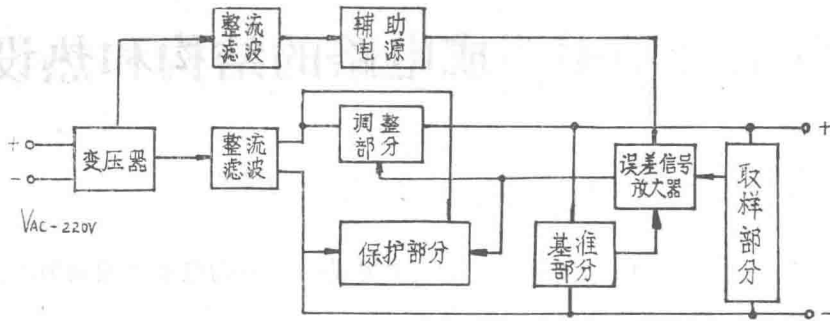 整流
滤波
辅助
电源
变压器
整流
滤波
调整
部分
误差信号
放大器
取样部分
保护部分
基准
部分
+
-
VAC-220V
+
-